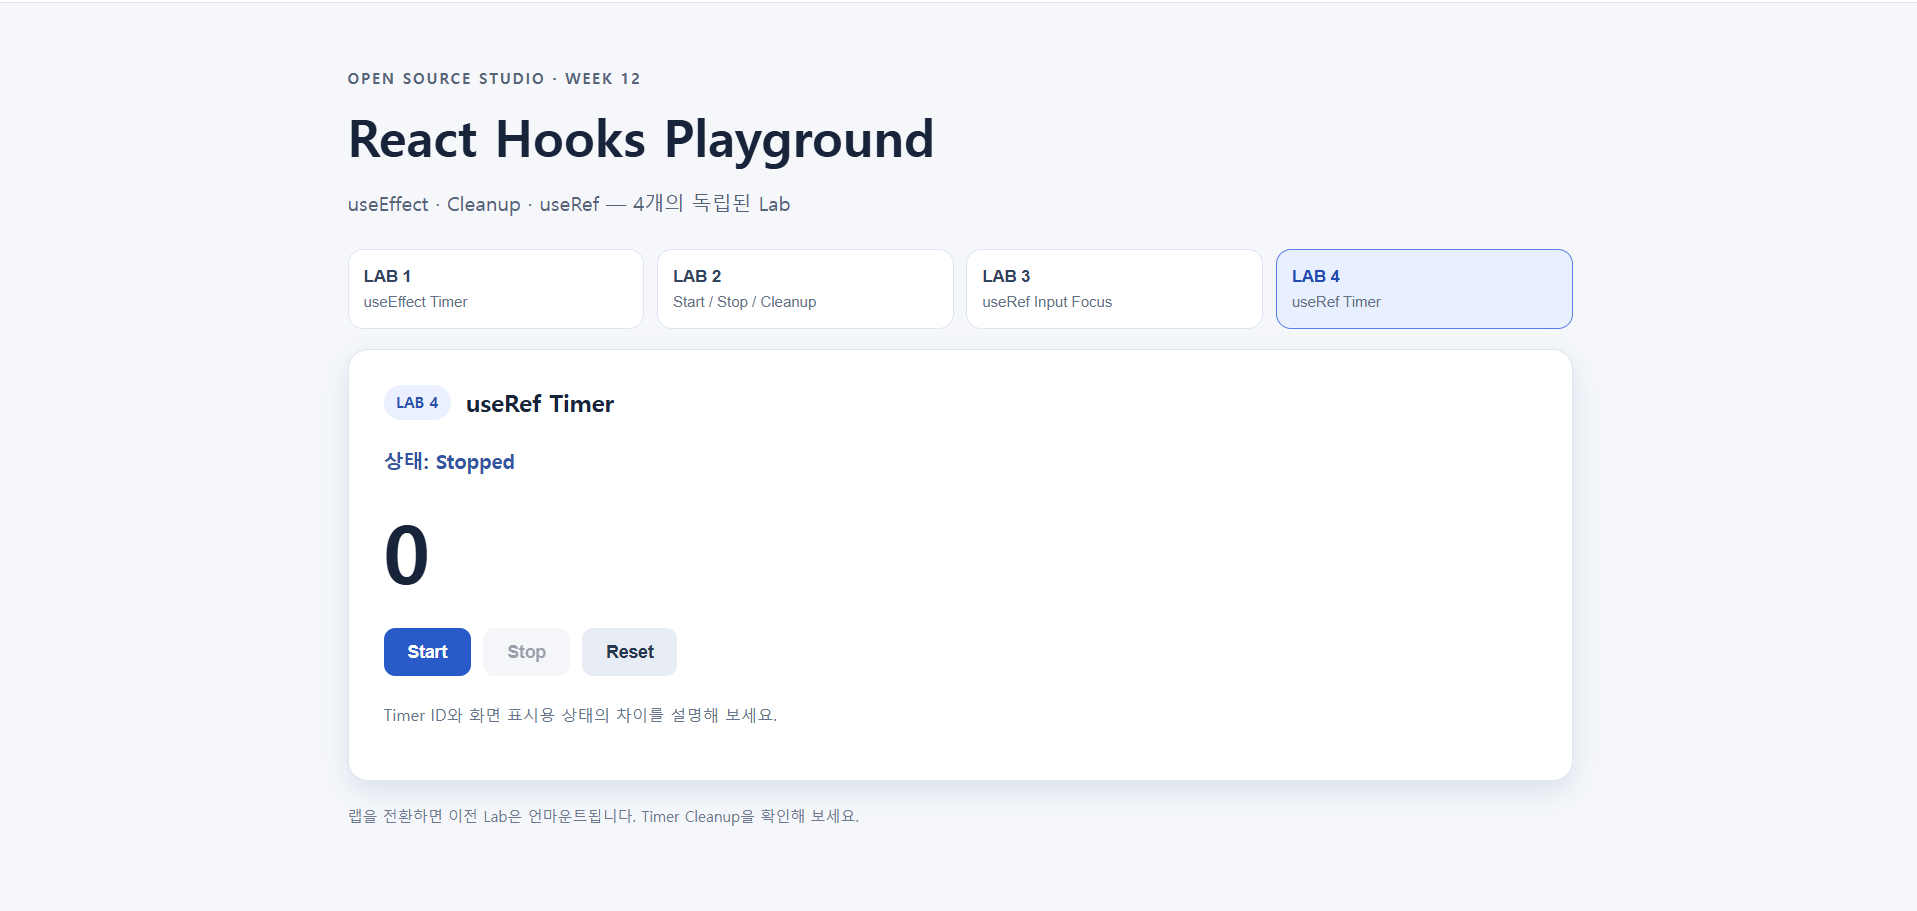 OPEN SOURCE STUDIO · WEEK 12
React Hooks Playground
useEffect · Cleanup · useRef — 4개의 독립된 Lab
LAB 1
useEffect Timer
LAB 2
Start / Stop / Cleanup
LAB 3
useRef Input Focus
LAB 4
useRef Timer
LAB 4 useRef Timer
상태: Stopped
0
Start Stop Reset
Timer ID와 화면 표시용 상태의 차이를 설명해 보세요.
랩을 전환하면 이전 Lab은 언마운트됩니다. Timer Cleanup을 확인해 보세요.